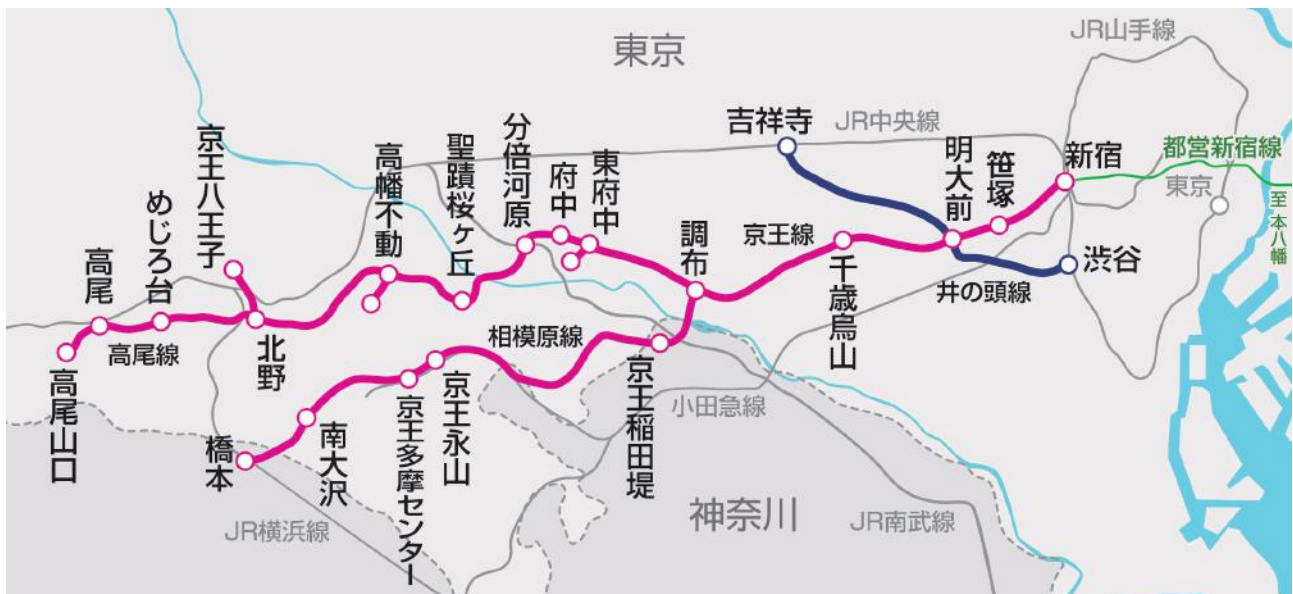 東京
JR山手線
吉祥寺
JR中央線
明大前
笹塚
新宿
都営新宿線
東京
至 本八幡
京王八王子
高幡不動
聖蹟桜ヶ丘
分倍河原
府中
東府中
調布
京王線
千歳烏山
井の頭線
渋谷
高尾
めじろ台
高尾線
高尾山口
北野
相模原線
橋本
南大沢
京王多摩センター
京王永山
京王稲田堤
小田急線
神奈川
JR横浜線
JR南武線